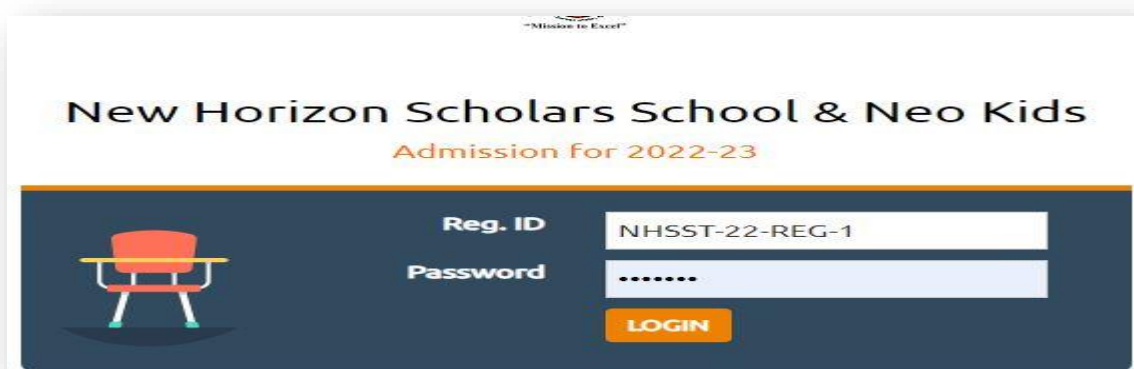 "Mission to Excel"
New Horizon Scholars School & Neo Kids
Admission for 2022-23
Reg. ID NHSST-22-REG-1
Password •••••••
LOGIN